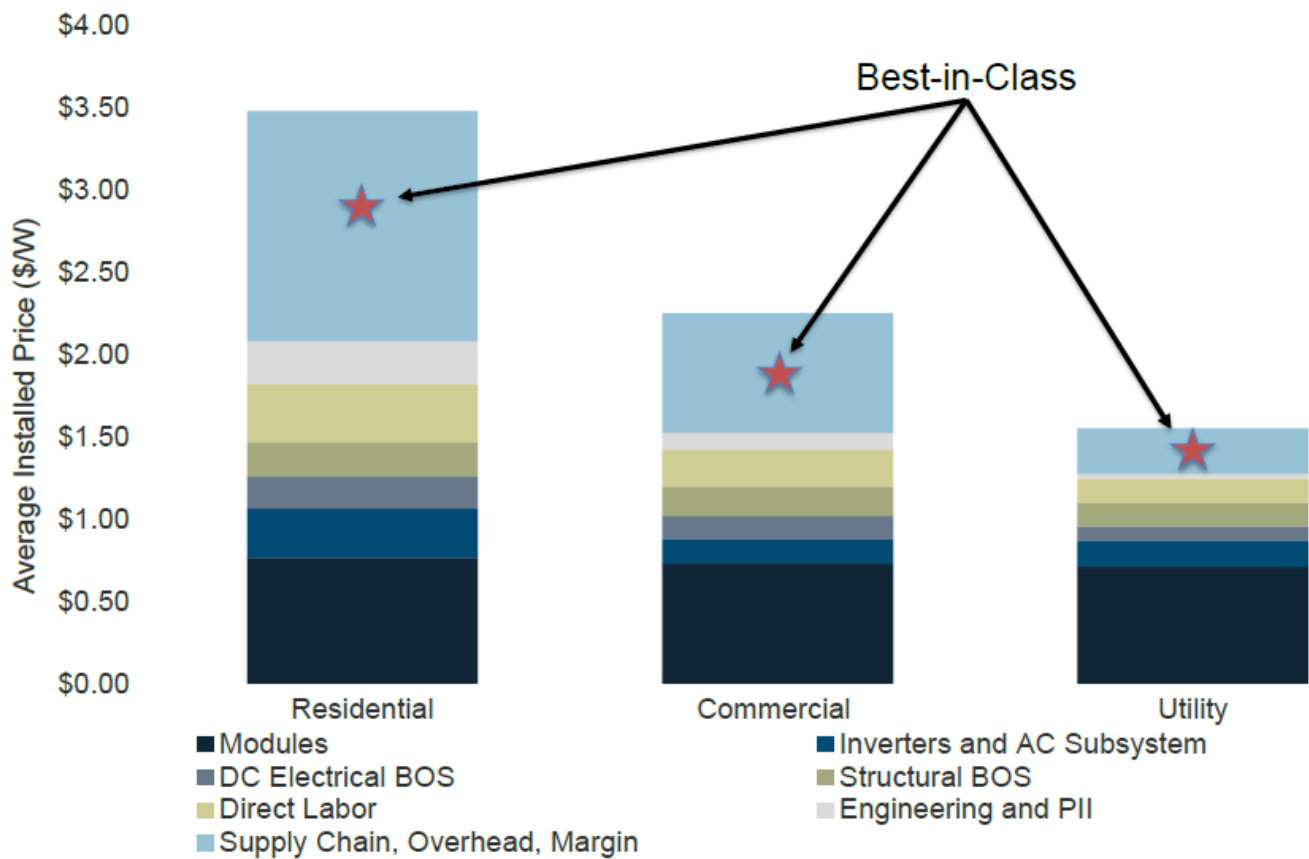 $4.00
Best-in-Class
$3.50
$3.00
$2.50
$2.00
$1.50
$1.00
$0.50
$0.00
Average Installed Price ($/W)
Residential
Commercial
Utility
Modules
Inverters and AC Subsystem
DC Electrical BOS
Structural BOS
Direct Labor
Engineering and PII
Supply Chain, Overhead, Margin